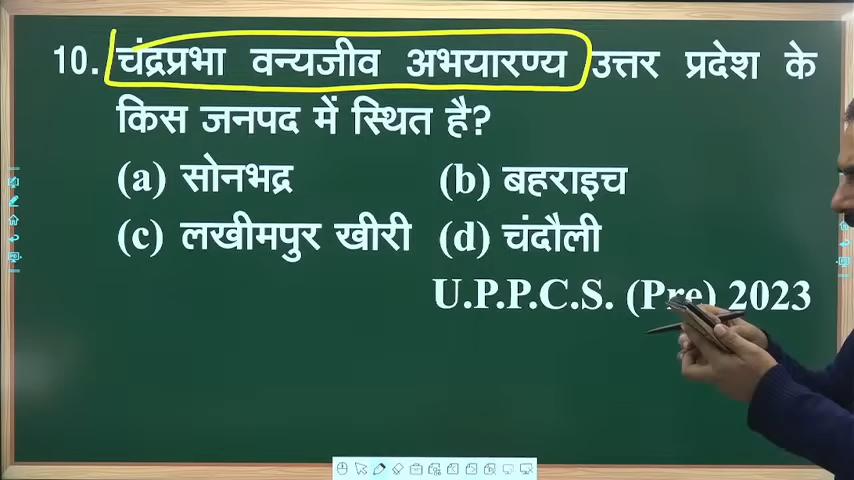 10. चंद्रप्रभा वन्यजीव अभयारण्य उत्तर प्रदेश के
किस जनपद में स्थित है?
(a) सोनभद्र (b) बहराइच
(c) लखीमपुर खीरी (d) चंदौली
U.P.P.C.S. (Pre) 2023